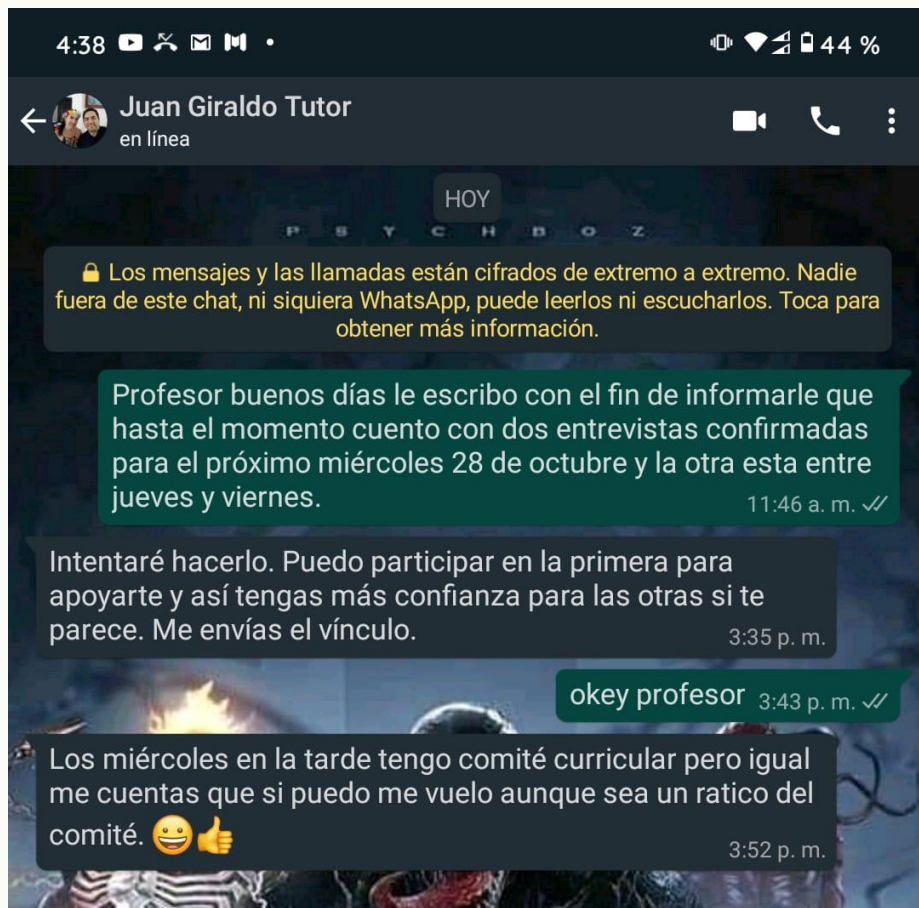 4:38
44 %
Juan Giraldo Tutor
en línea
HOY
P S Y C H B O Z
Los mensajes y las llamadas están cifrados de extremo a extremo. Nadie
fuera de este chat, ni siquiera WhatsApp, puede leerlos ni escucharlos. Toca para
obtener más información.
Profesor buenos días le escribo con el fin de informarle que
hasta el momento cuento con dos entrevistas confirmadas
para el próximo miércoles 28 de octubre y la otra esta entre
jueves y viernes.
11:46 a. m.
Intentaré hacerlo. Puedo participar en la primera para
apoyarte y así tengas más confianza para las otras si te
parece. Me envías el vínculo.
3:35 p. m.
okey profesor 3:43 p. m.
Los miércoles en la tarde tengo comité curricular pero igual
me cuentas que si puedo me vuelo aunque sea un ratico del
comité. 😀👍
3:52 p. m.